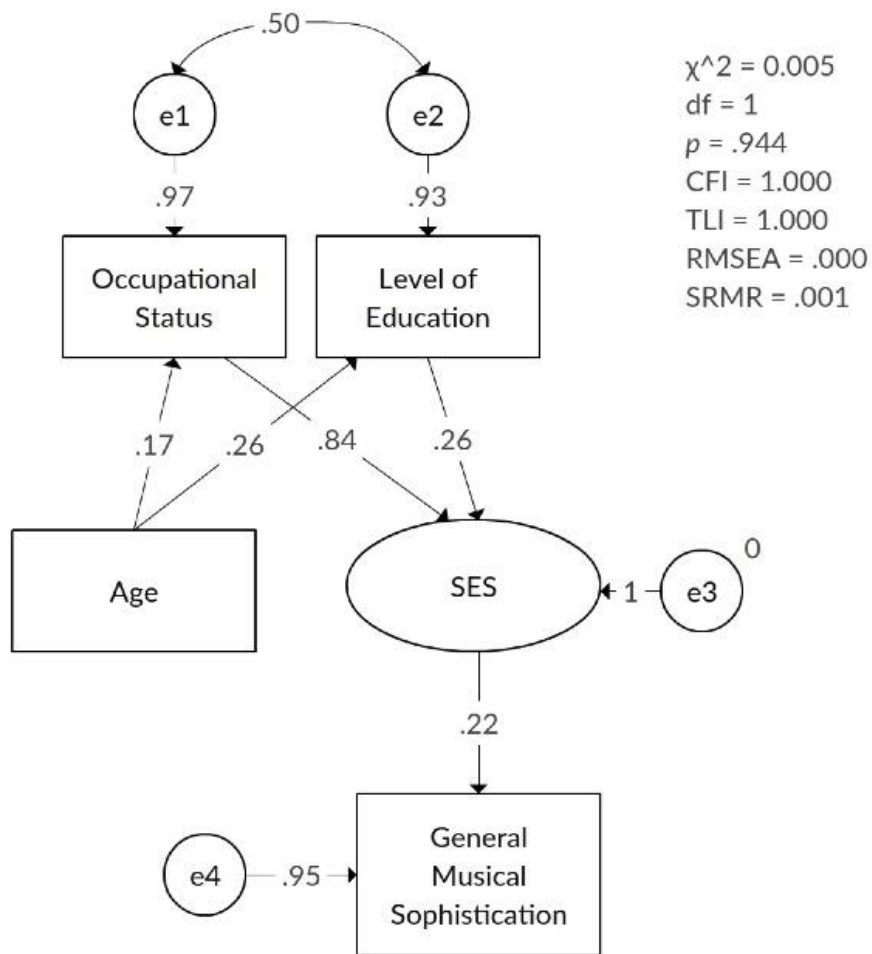 .50
e1
e2
χ^2 = 0.005
df = 1
p = .944
CFI = 1.000
TLI = 1.000
RMSEA = .000
SRMR = .001
.97
.93
Occupational
Status
Level of
Education
.17
.26
.84
.26
Age
SES
1
e3
0
.22
e4
.95
General
Musical
Sophistication